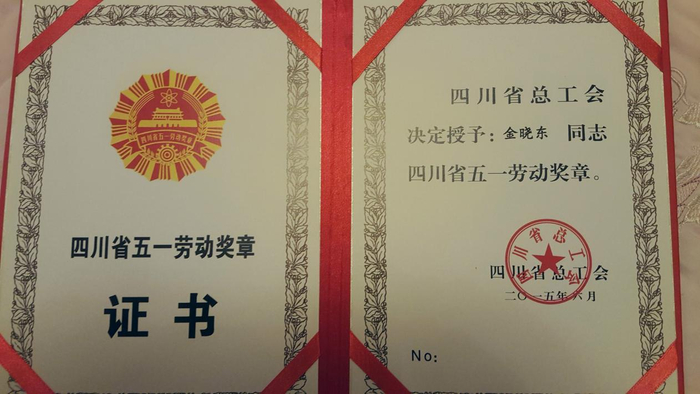 四川省五一劳动奖章
四川省五一劳动奖章
证书
四川省总工会
决定授予：金晓东 同志
四川省五一劳动奖章。
四川省总工会
四川省总工会
二〇一五年六月
No: